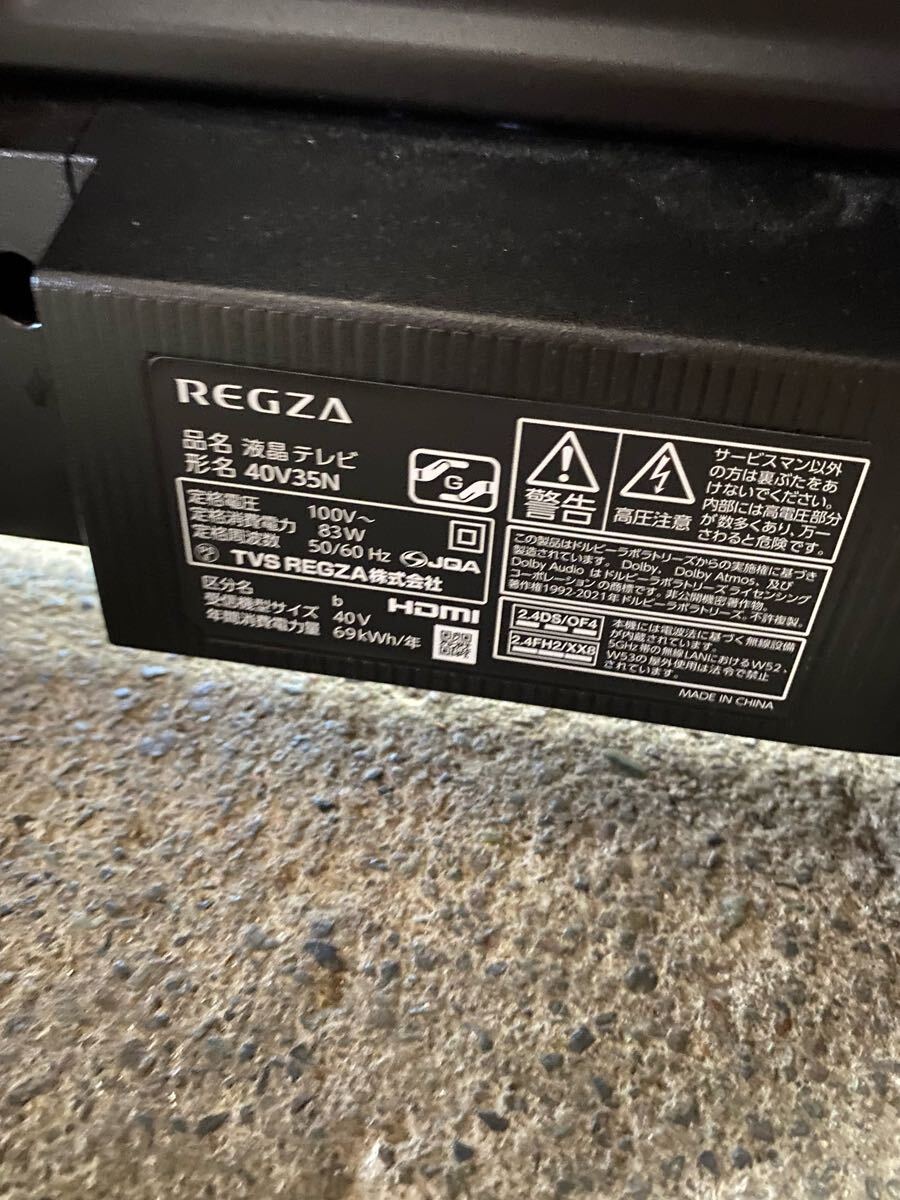 REGZA
品名 液晶テレビ
形名 40V35N
G
定格電圧 100V～
定格消費電力 83W
定格周波数 50/60 Hz
JQA
TVS REGZA株式会社
区分名 b
受信機型サイズ 40V
年間消費電力量 69kWh/年
HDMI
警告
高圧注意
サービスマン以外
の方は裏ぶたをあ
けないでください。
内部には高電圧部分
が数多くあり、万一
さわると危険です。
この製品はドルビーラボラトリーズからの実施権に基づき
製造されています。Dolby、Dolby Atmos、及び
Dolby Audio はドルビーラボラトリーズライセンシング
コーポレーションの商標です。非公開機密著作物。
著作権1992-2021年ドルビーラボラトリーズ。不許複製。
2.4DS/OF4
2.4FH2/XX8
本機には電波法に基づく無線設備
が内蔵されています。
5GHz帯の無線LANにおけるW52、
W53の屋外使用は法令で禁止
されています。
MADE IN CHINA